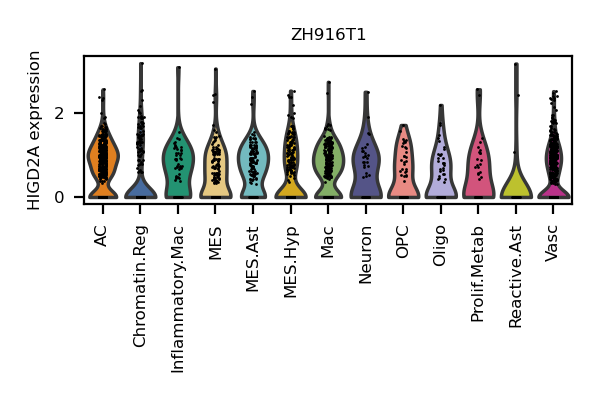 ZH916T1
HIGD2A expression
2
0
AC
Chromatin.Reg
Inflammatory.Mac
MES
MES.Ast
MES.Hyp
Mac
Neuron
OPC
Oligo
Prolif.Metab
Reactive.Ast
Vasc